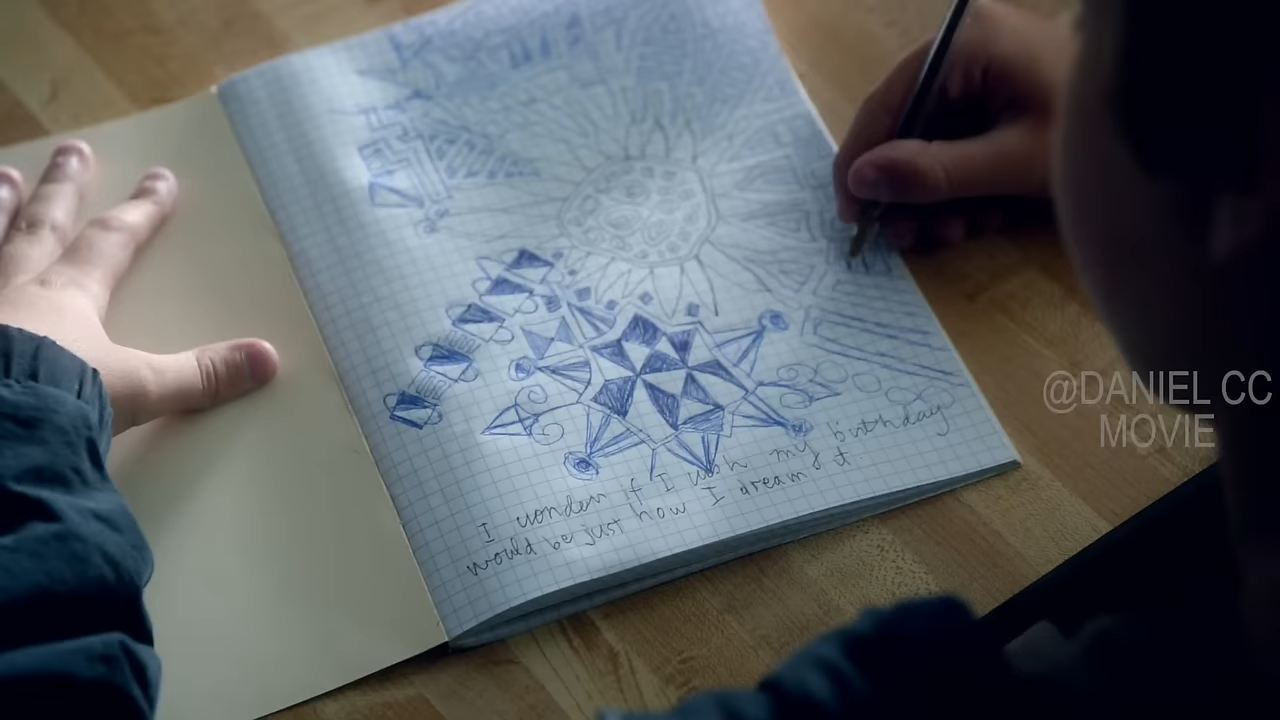 I wonder if I wish my birthday
would be just how I dream it.
@DANIEL CC
MOVIE